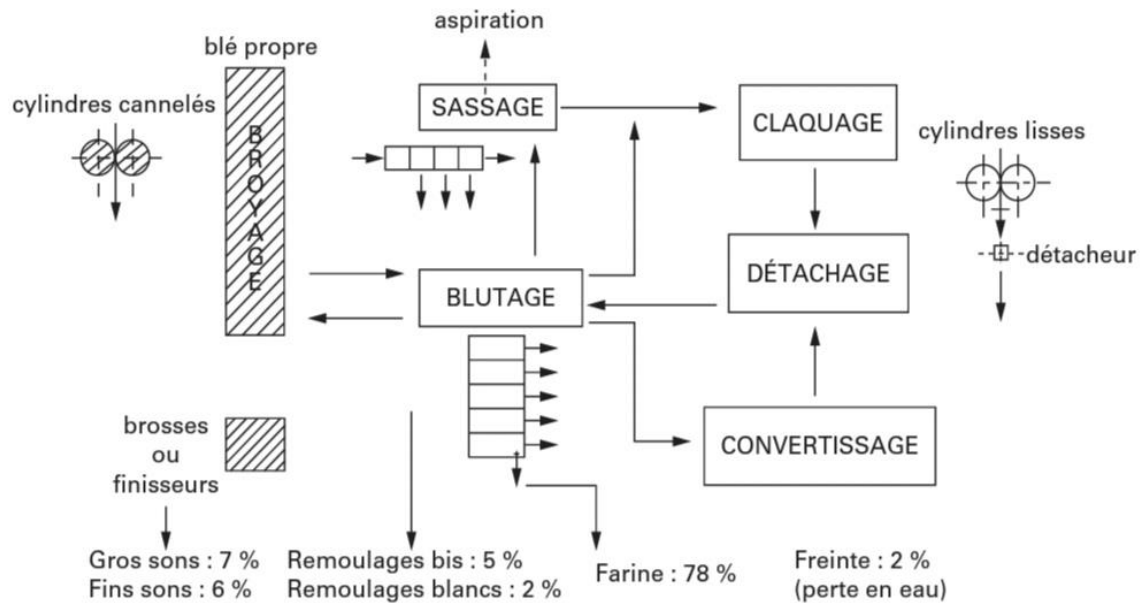 aspiration
blé propre
cylindres cannelés
BROYAGE
SASSAGE
CLAQUAGE
cylindres lisses
DÉTACHAGE
détacheur
BLUTAGE
brosses
ou
finisseurs
CONVERTISSAGE
Gros sons : 7 %
Fins sons : 6 %
Remoulages bis : 5 %
Remoulages blancs : 2 %
Farine : 78 %
Freinte : 2 %
(perte en eau)